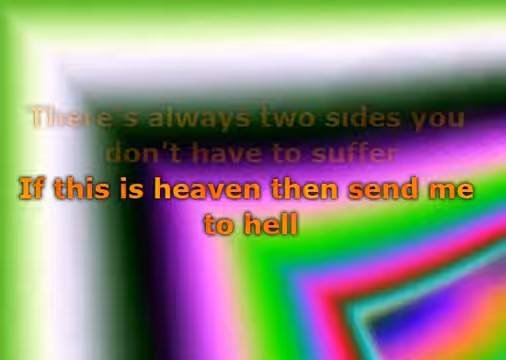 There's always two sides you
don't have to suffer
If this is heaven then send me
to hell